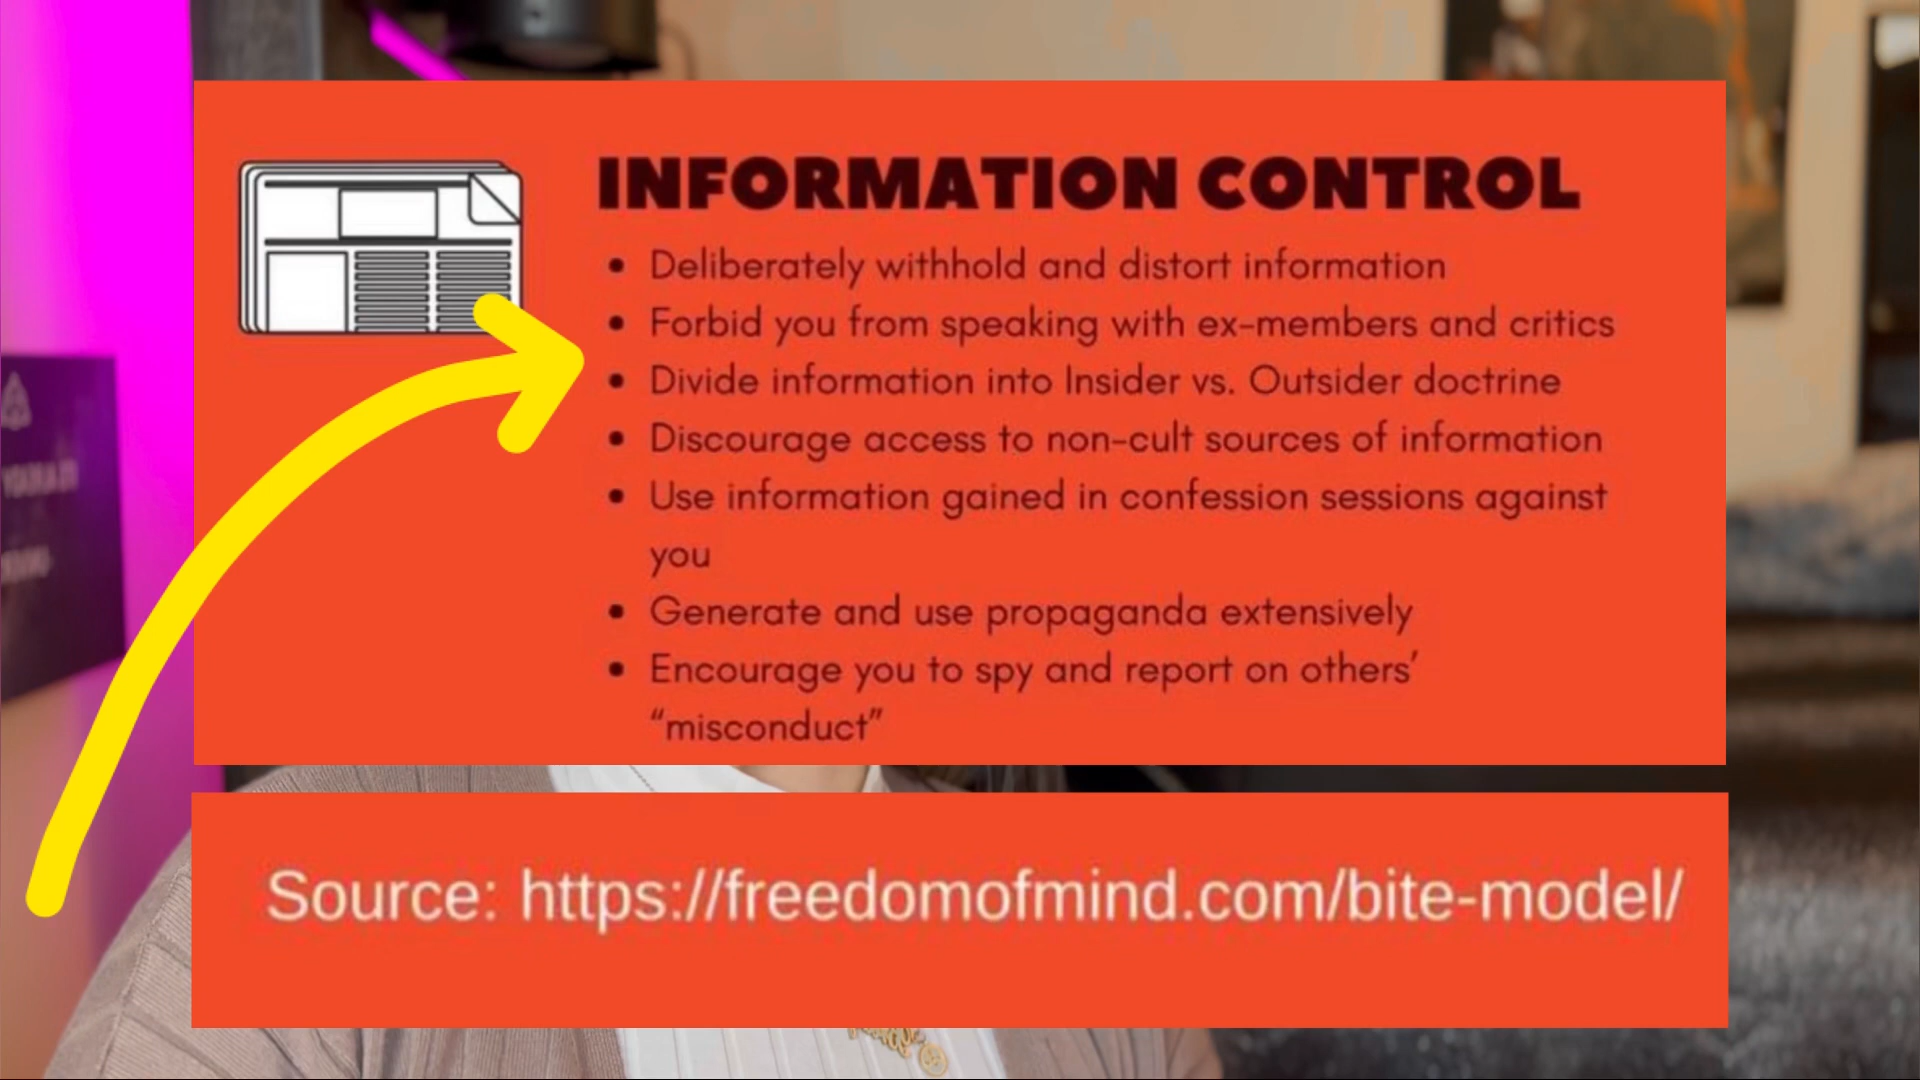 INFORMATION CONTROL
• Deliberately withhold and distort information
• Forbid you from speaking with ex-members and critics
• Divide information into Insider vs. Outsider doctrine
• Discourage access to non-cult sources of information
• Use information gained in confession sessions against
you
• Generate and use propaganda extensively
• Encourage you to spy and report on others’
“misconduct”
Source: https://freedomofmind.com/bite-model/